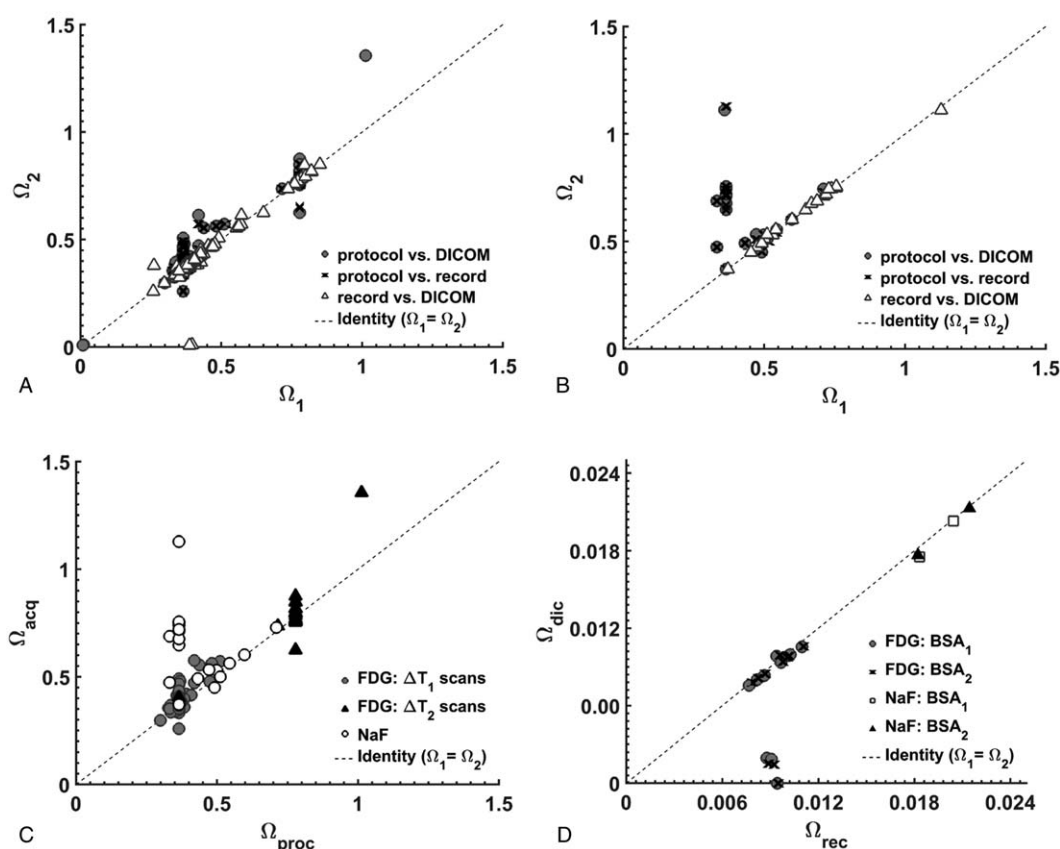 1.5
1
0.5
0
Ω2
0
0.5
1
1.5
Ω1
protocol vs. DICOM
protocol vs. record
record vs. DICOM
Identity (Ω1= Ω2)
A
1.5
1
0.5
0
Ω2
0
0.5
1
1.5
Ω1
protocol vs. DICOM
protocol vs. record
record vs. DICOM
Identity (Ω1= Ω2)
B
1.5
1
0.5
0
Ωacq
0
0.5
1
1.5
Ωproc
FDG: ΔT1 scans
FDG: ΔT2 scans
NaF
Identity (Ω1= Ω2)
C
0.024
0.018
0.012
0.00
0
Ωdic
0
0.006
0.012
0.018
0.024
Ωrec
FDG: BSA1
FDG: BSA2
NaF: BSA1
NaF: BSA2
Identity (Ω1= Ω2)
D